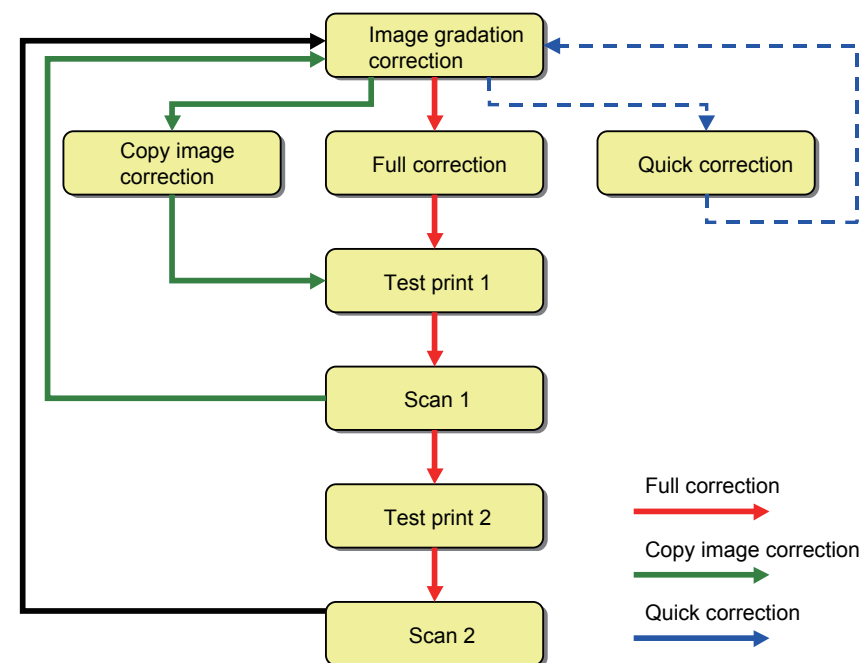 Image gradation
correction
Copy image
correction
Full correction
Quick correction
Test print 1
Scan 1
Test print 2
Scan 2
Full correction
Copy image correction
Quick correction